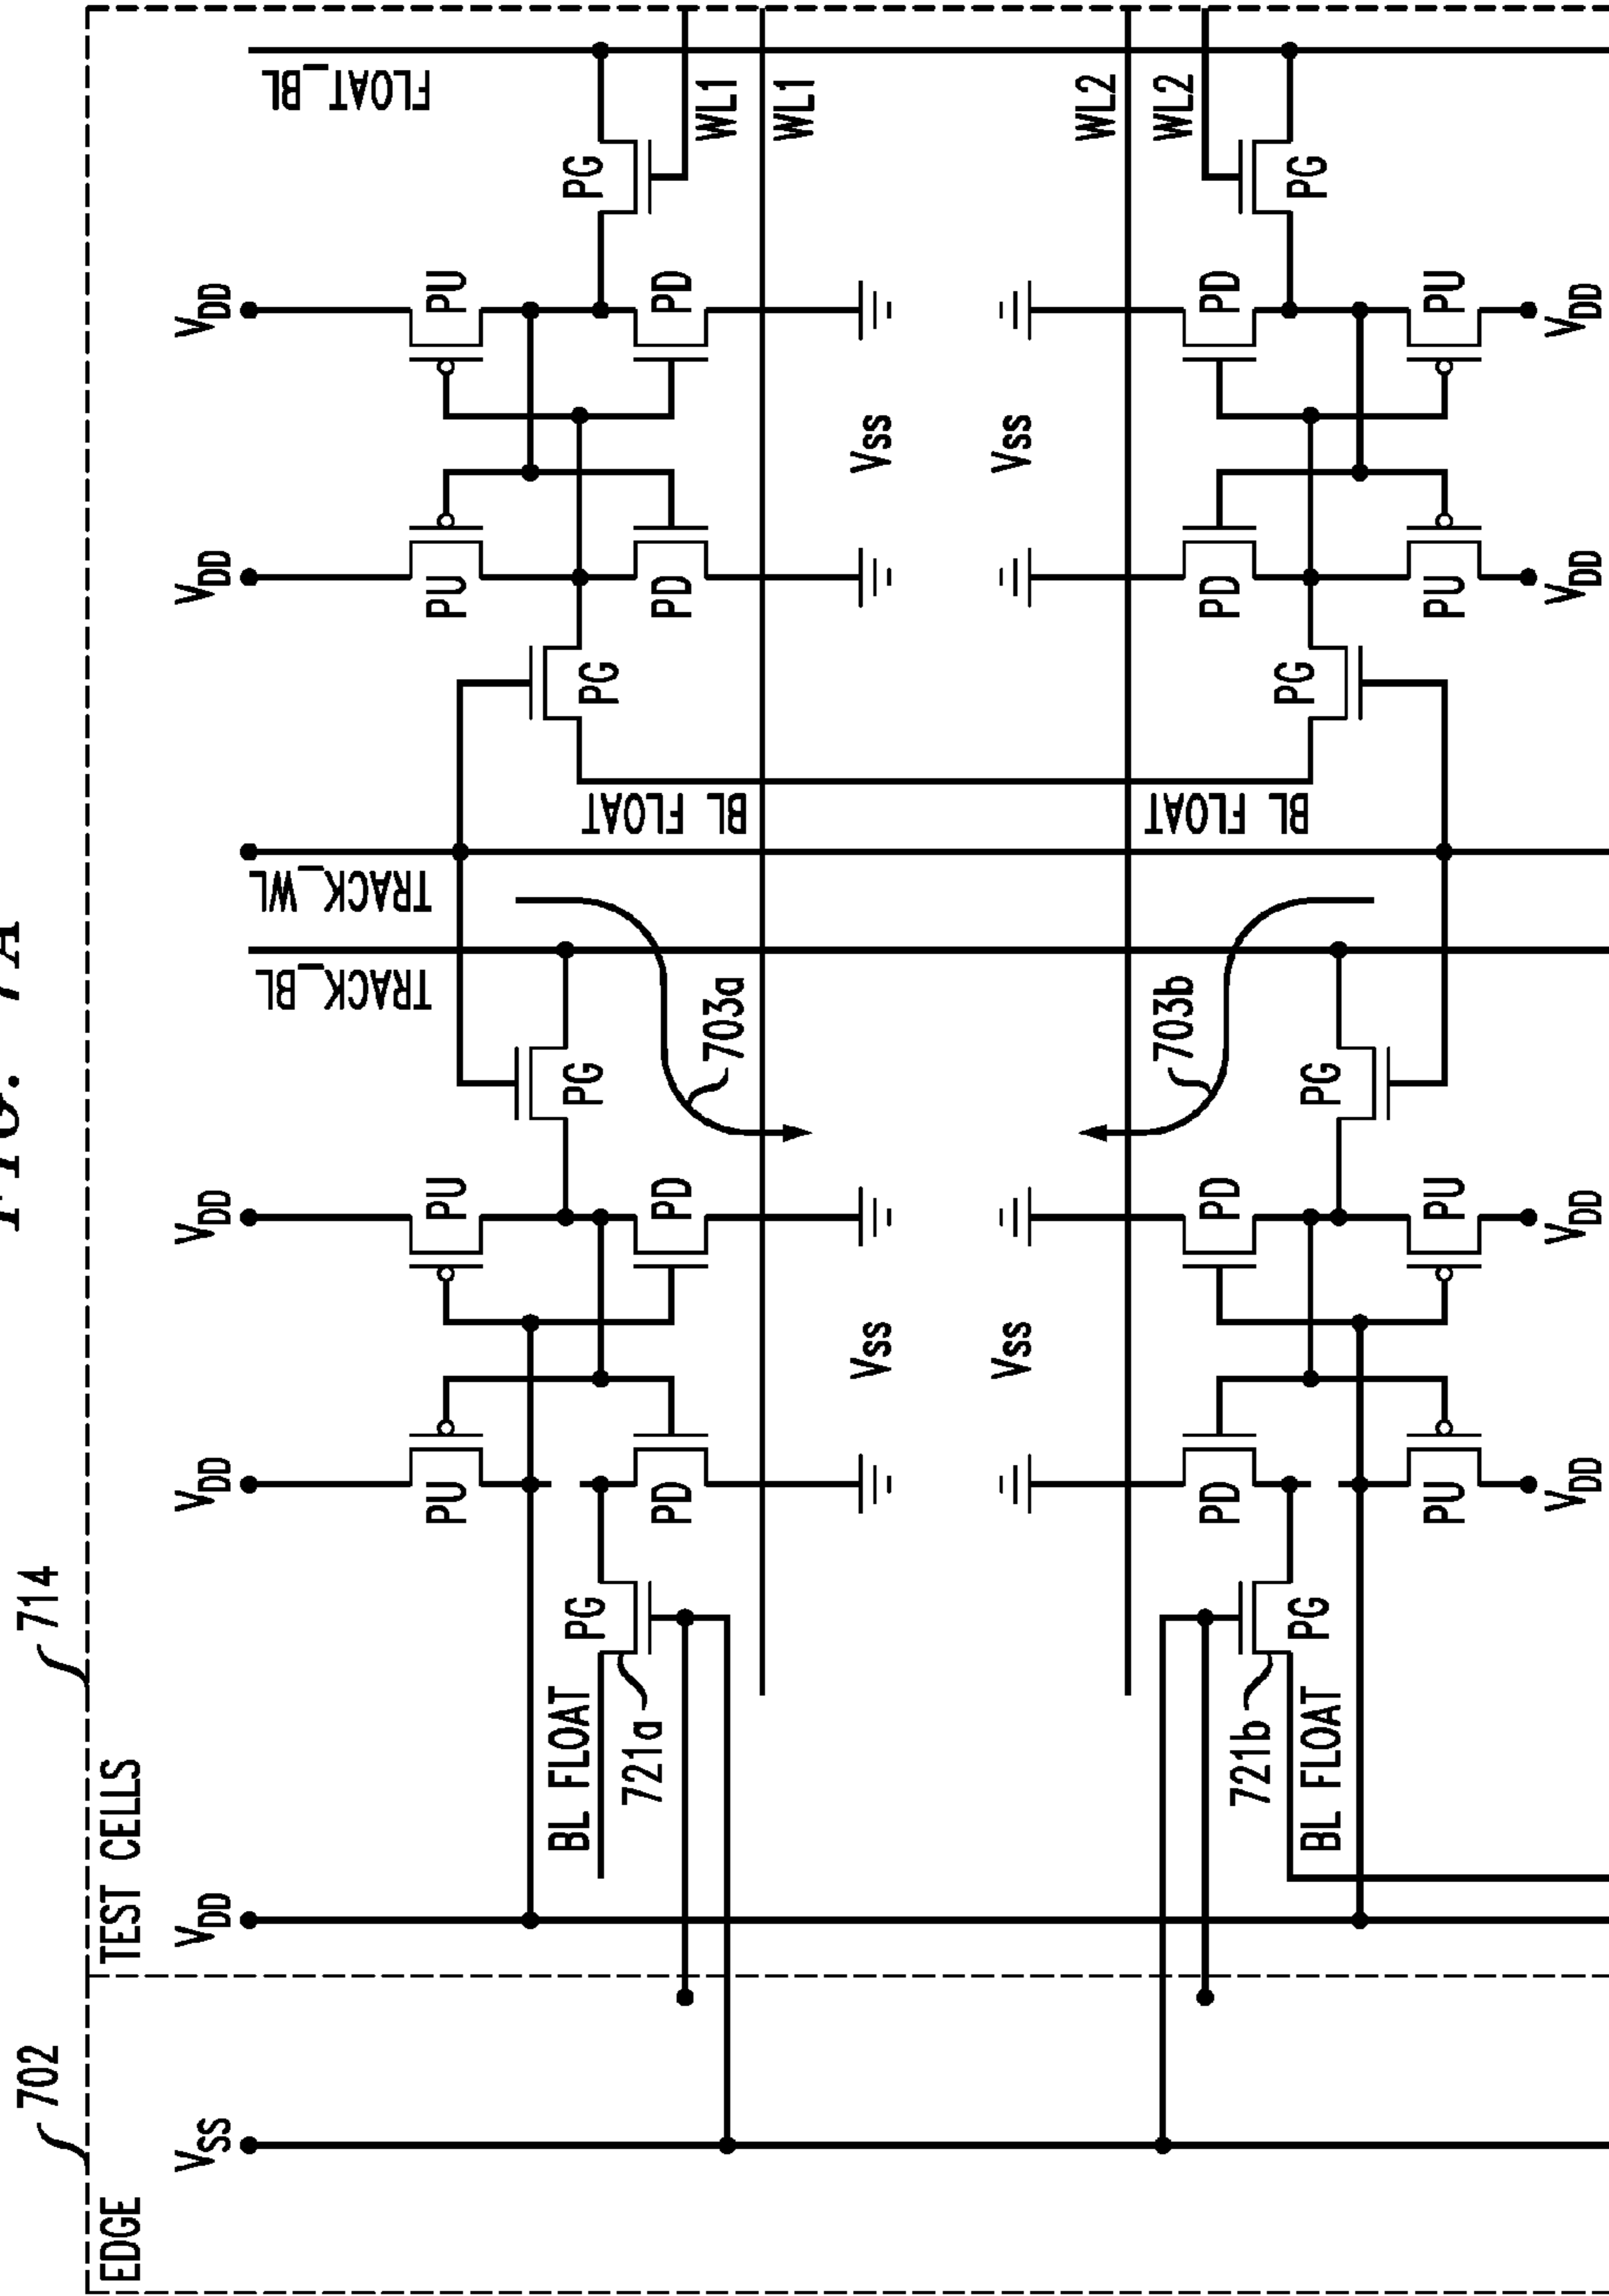 FIG. 7A
702
714
EDGE
TEST CELLS
VSS
VDD
VDD
VDD
VDD
VDD
TRACK_BL
TRACK_WL
FLOAT_BL
PU
PU
PU
PU
BL FLOAT
PG
PG
PG
PG
721a
PD
PD
PD
PD
BL FLOAT
703a
WL1
WL1
Vss
Vss
Vss
Vss
WL2
703b
WL2
BL FLOAT
PD
PD
PD
PD
721b
PG
PG
PG
PG
BL FLOAT
PU
PU
PU
PU
VDD
VDD
VDD
VDD